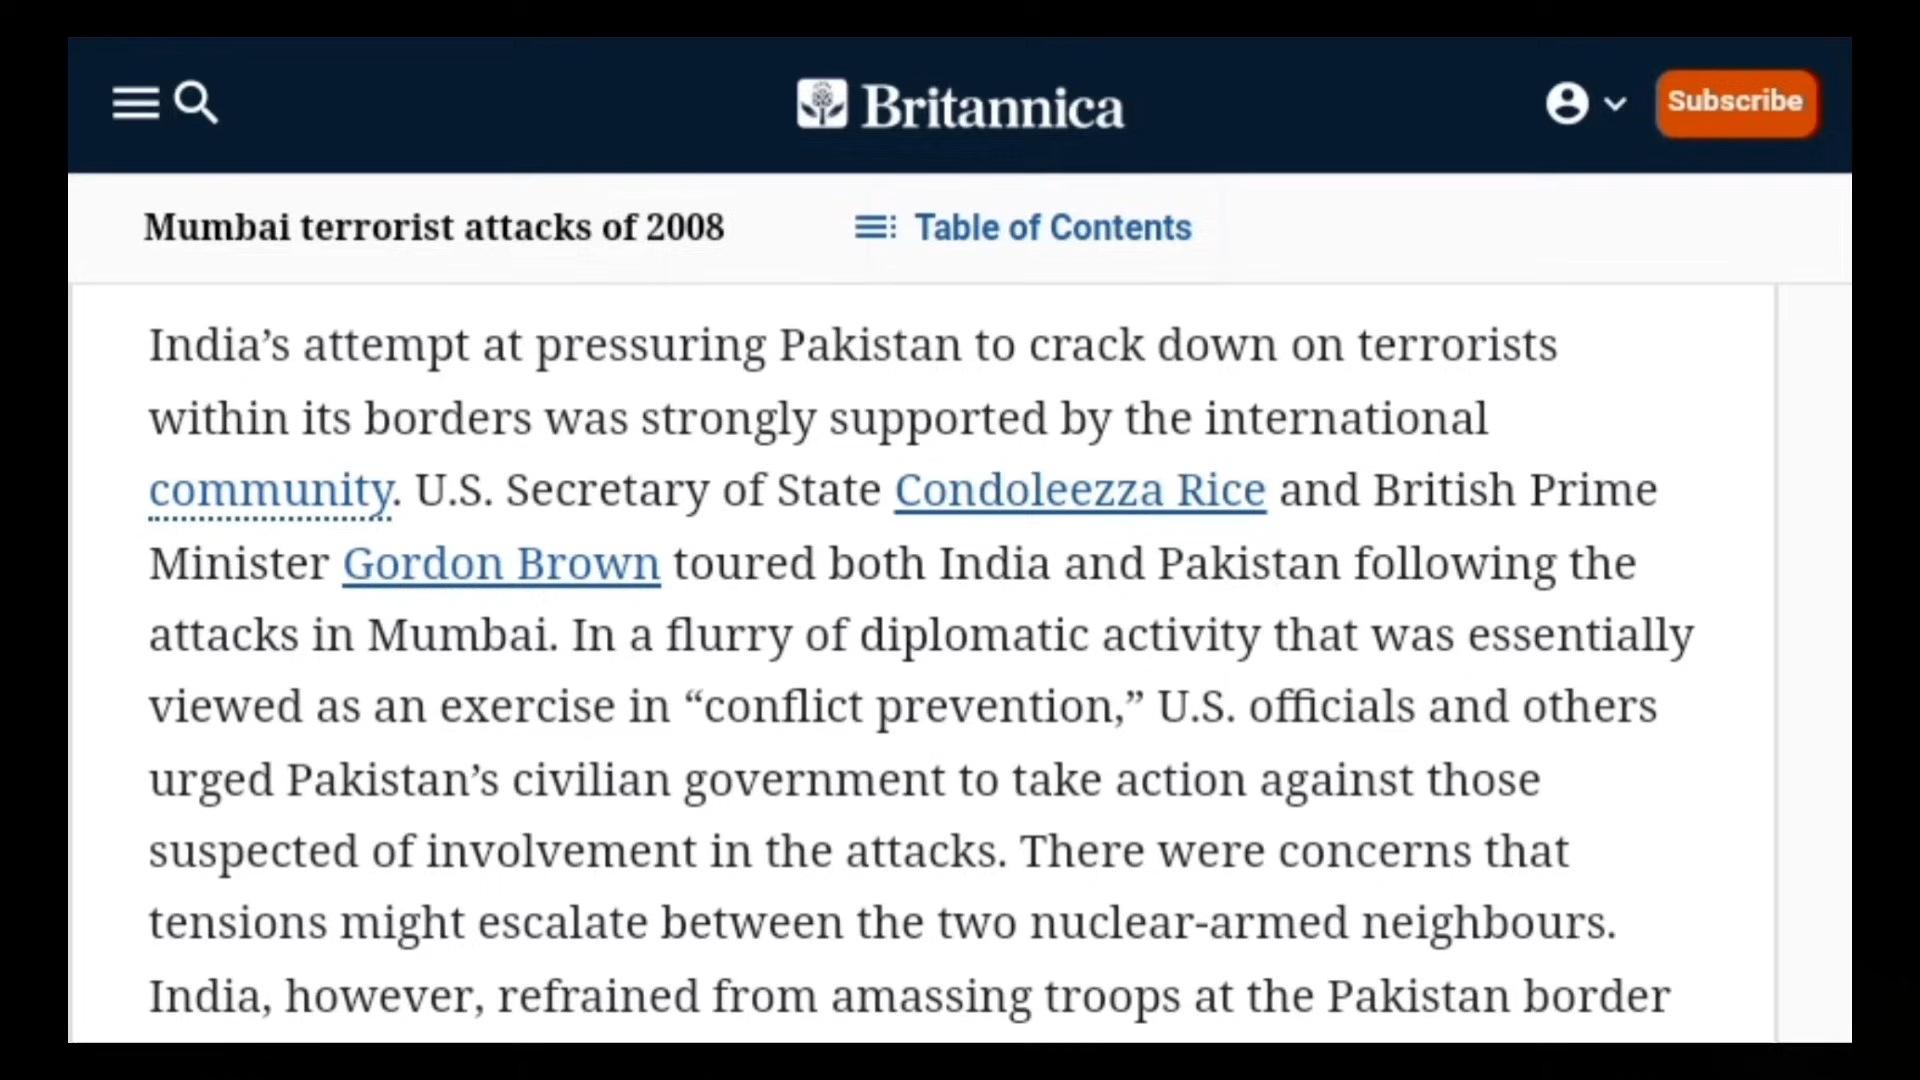 Britannica
Subscribe
Mumbai terrorist attacks of 2008
Table of Contents
India’s attempt at pressuring Pakistan to crack down on terrorists
within its borders was strongly supported by the international
community. U.S. Secretary of State Condoleezza Rice and British Prime
Minister Gordon Brown toured both India and Pakistan following the
attacks in Mumbai. In a flurry of diplomatic activity that was essentially
viewed as an exercise in “conflict prevention,” U.S. officials and others
urged Pakistan’s civilian government to take action against those
suspected of involvement in the attacks. There were concerns that
tensions might escalate between the two nuclear-armed neighbours.
India, however, refrained from amassing troops at the Pakistan border